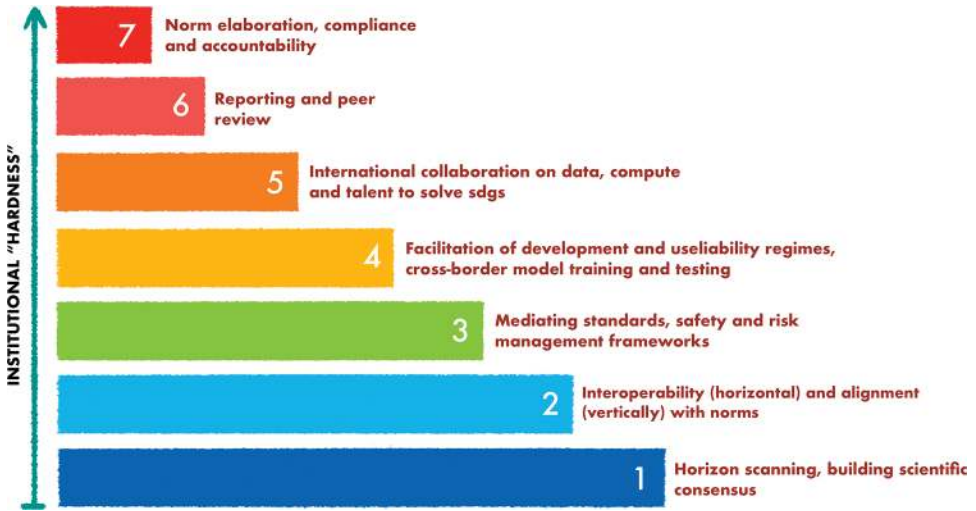 INSTITUTIONAL "HARDNESS"
7
Norm elaboration, compliance
and accountability
6
Reporting and peer
review
5
International collaboration on data, compute
and talent to solve sdgs
4
Facilitation of development and useliability regimes,
cross-border model training and testing
3
Mediating standards, safety and risk
management frameworks
2
Interoperability (horizontal) and alignment
(vertically) with norms
1
Horizon scanning, building scientific
consensus